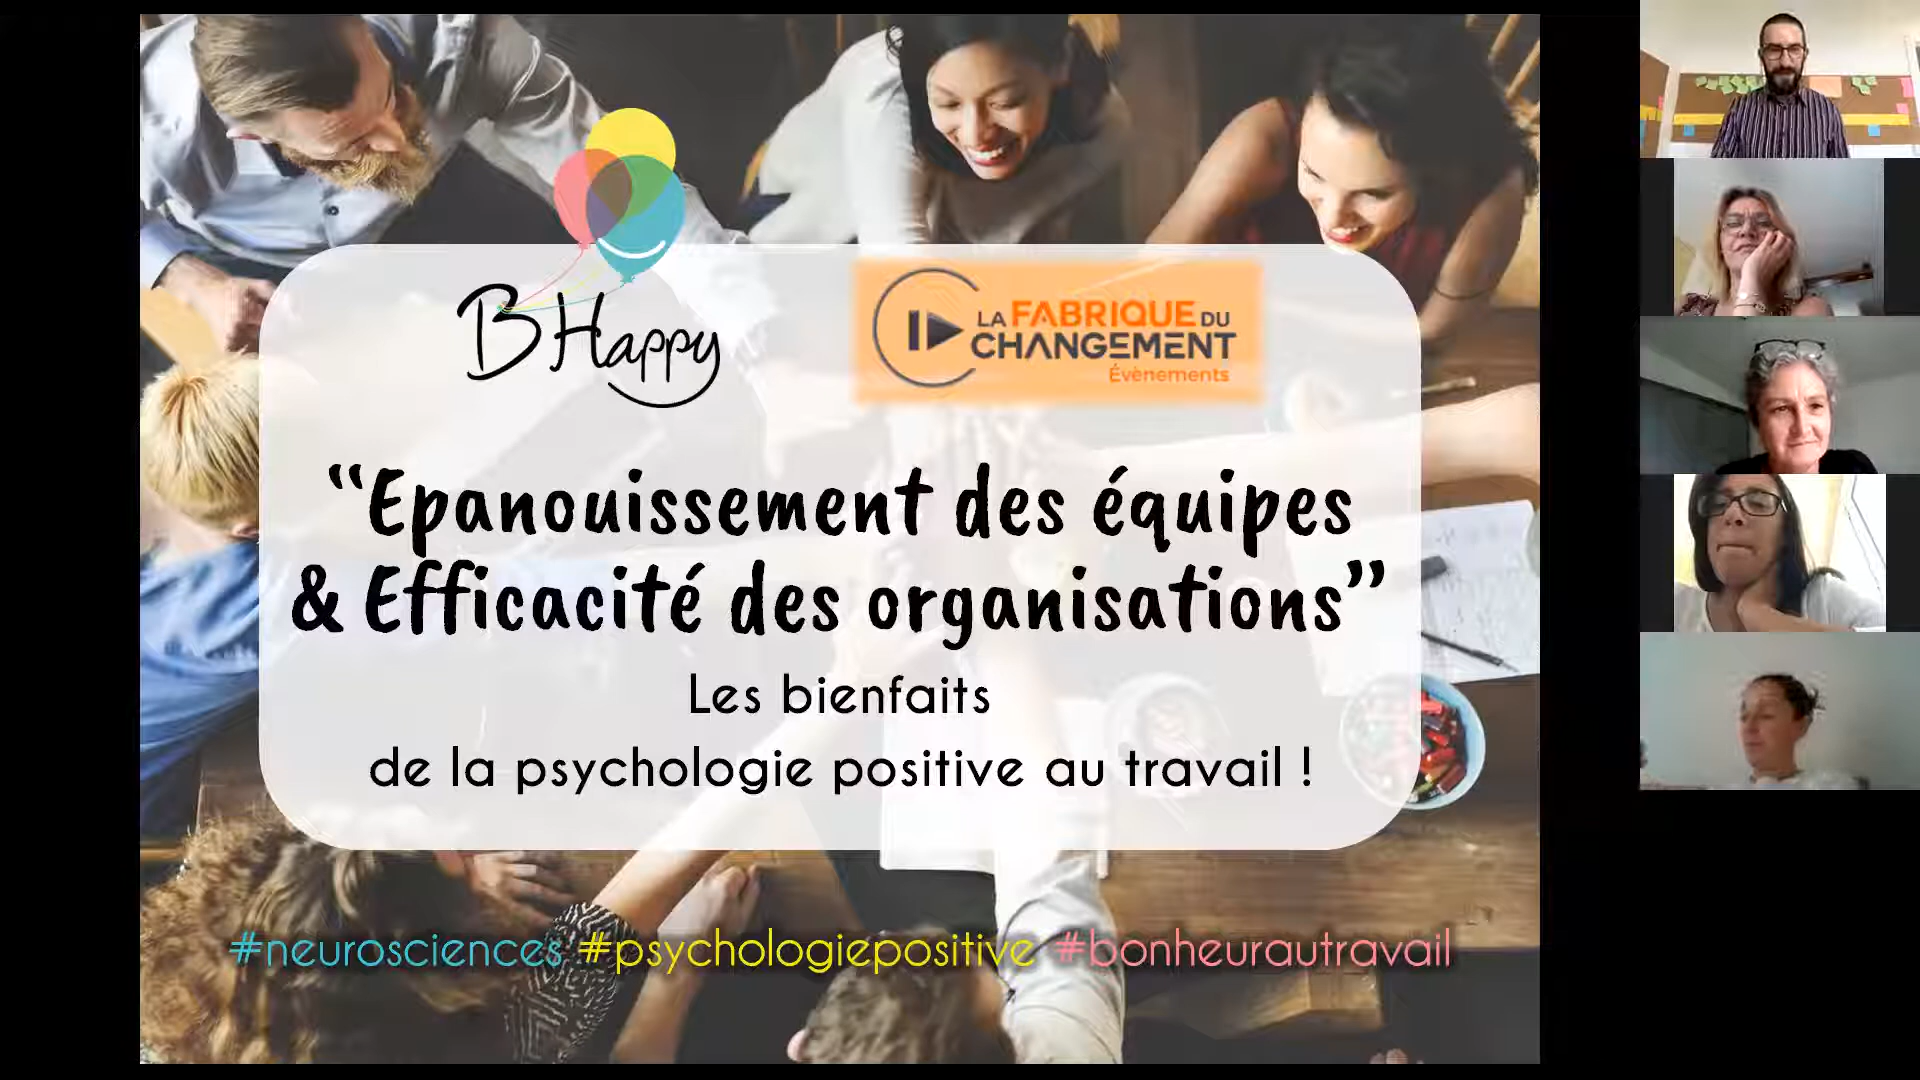 B Happy
LA FABRIQUE DU
CHANGEMENT
Évènements
“Epanouissement des équipes
& Efficacité des organisations”
Les bienfaits
de la psychologie positive au travail !
#neurosciences #psychologiepositive #bonheurautravail